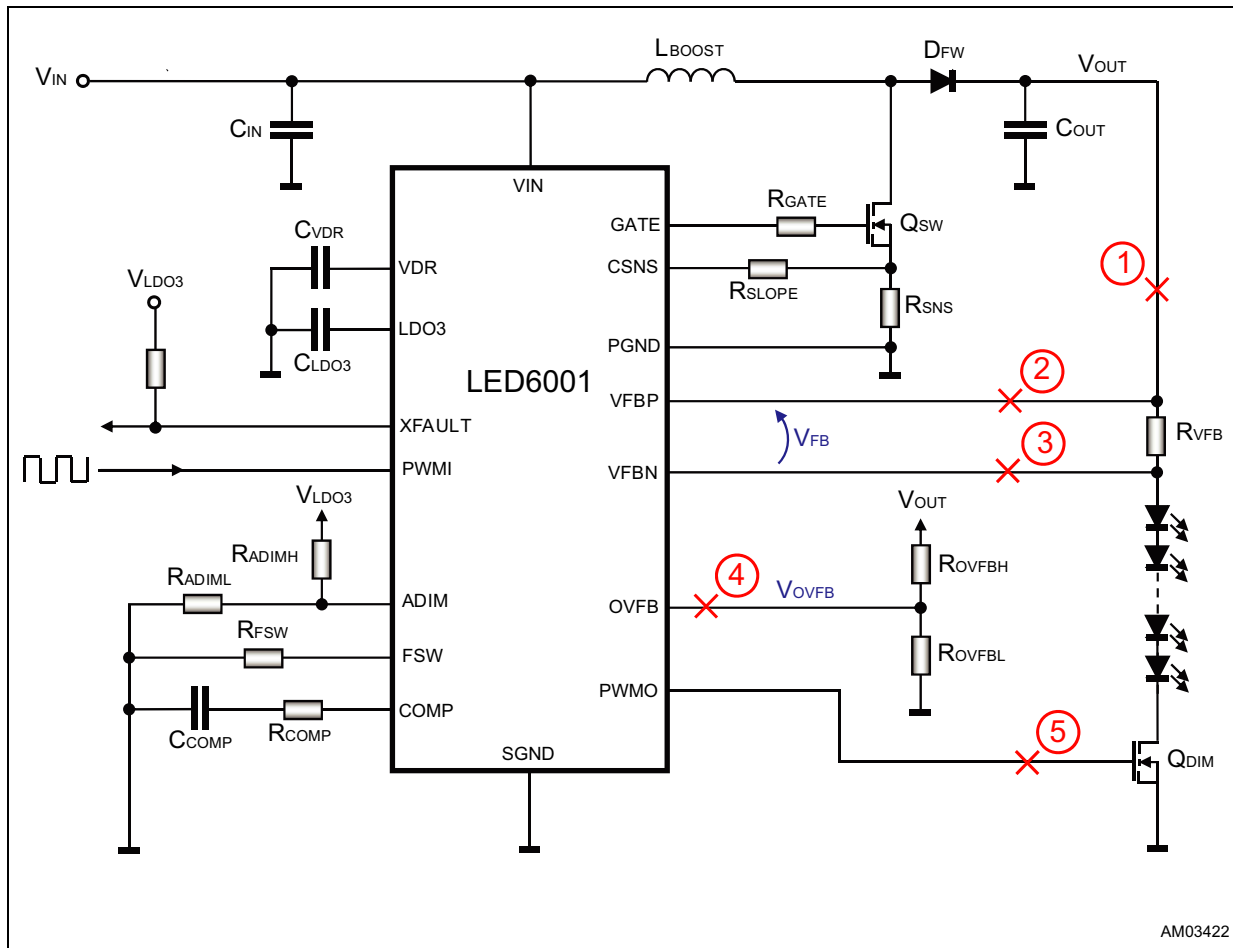 LBOOST
DFW
VOUT
VIN
CIN
COUT
VIN
RGATE
GATE
QSW
CVDR
VDR
CSNS
RSLOPE
1
VLDO3
RSNS
LDO3
CLDO3
PGND
LED6001
2
VFBP
XFAULT
VFB
RVFB
3
PWMI
VFBN
VLDO3
VOUT
RADIMH
ROVFBH
RADIML
4
ADIM
OVFB
VOVFB
RFSW
FSW
ROVFBL
PWMO
COMP
CCOMP
RCOMP
5
SGND
QDIM
AM03422